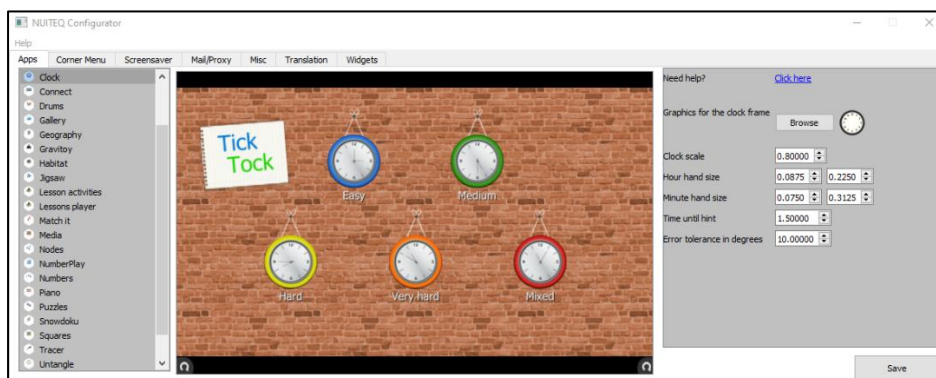 NUITEQ Configurator
Help
Apps Corner Menu Screensaver Mail/Proxy Misc Translation Widgets
Clock
Connect
Drums
Gallery
Geography
Gravitoy
Habitat
Jigsaw
Lesson activities
Lessons player
Match it
Media
Nodes
NumberPlay
Numbers
Piano
Puzzles
Snowdoku
Squares
Tracer
Untangle
Tick
Tock
Easy Medium
Hard Very hard Mixed
Need help? Click here
Graphics for the clock frame Browse
Clock scale 0.80000
Hour hand size 0.0875 0.2250
Minute hand size 0.0750 0.3125
Time until hint 1.50000
Error tolerance in degrees 10.00000
Save